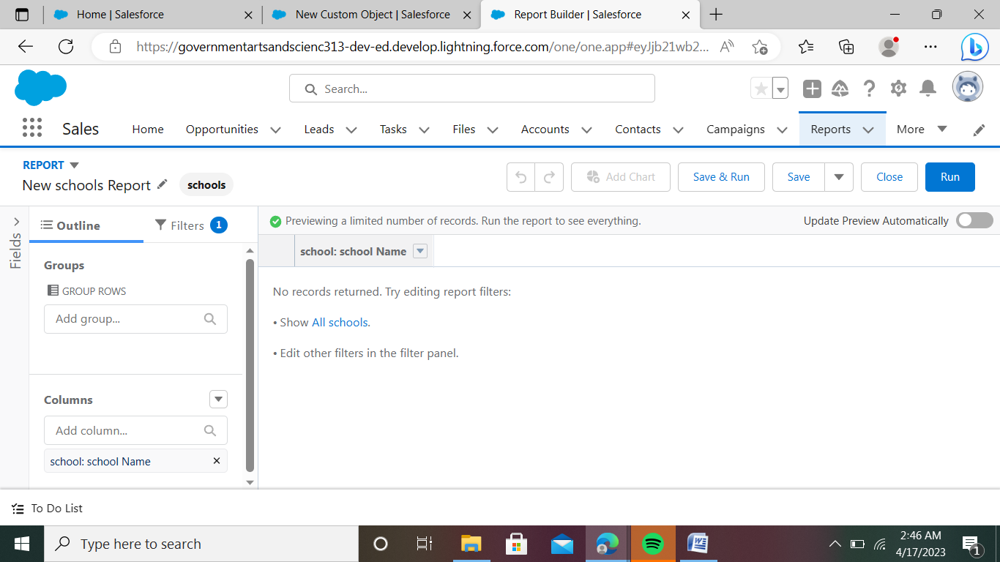 Home | Salesforce
New Custom Object | Salesforce
Report Builder | Salesforce
https://governmentartsandscienc313-dev-ed.develop.lightning.force.com/one/one.app#eyJjb21wb2...
Search...
Sales Home Opportunities Leads Tasks Files Accounts Contacts Campaigns Reports More
REPORT
New schools Report schools
Add Chart Save & Run Save Close Run
Fields
Outline Filters 1
Previewing a limited number of records. Run the report to see everything. Update Preview Automatically
Groups
GROUP ROWS
Add group...
Columns
Add column...
school: school Name
school: school Name
No records returned. Try editing report filters:
• Show All schools.
• Edit other filters in the filter panel.
To Do List
Type here to search
2:46 AM
4/17/2023
1